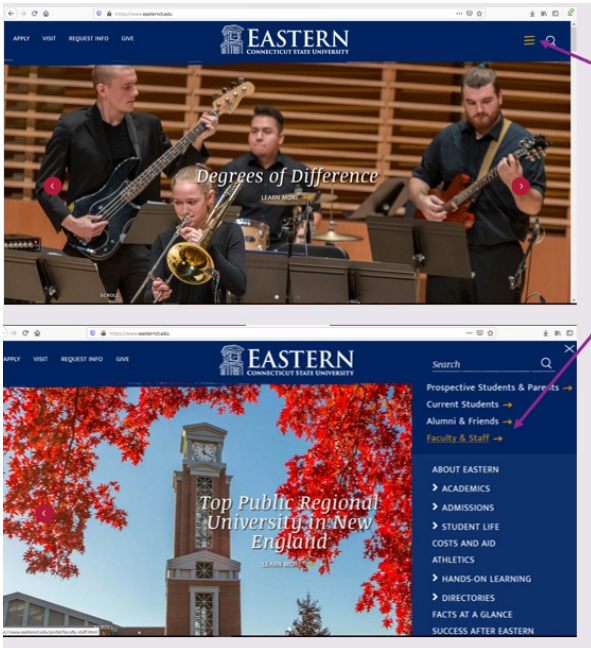 https://www.easternct.edu
APPLY VISIT REQUEST INFO GIVE
EASTERN
CONNECTICUT STATE UNIVERSITY
Degrees of Difference
LEARN MORE
SCROLL
https://www.easternct.edu
APPLY VISIT REQUEST INFO GIVE
EASTERN
CONNECTICUT STATE UNIVERSITY
Search
Prospective Students & Parents →
Current Students →
Alumni & Friends →
Faculty & Staff →
Top Public Regional
University in New
England
LEARN MORE
ABOUT EASTERN
ACADEMICS
ADMISSIONS
STUDENT LIFE
COSTS AND AID
ATHLETICS
HANDS-ON LEARNING
DIRECTORIES
FACTS AT A GLANCE
SUCCESS AFTER EASTERN